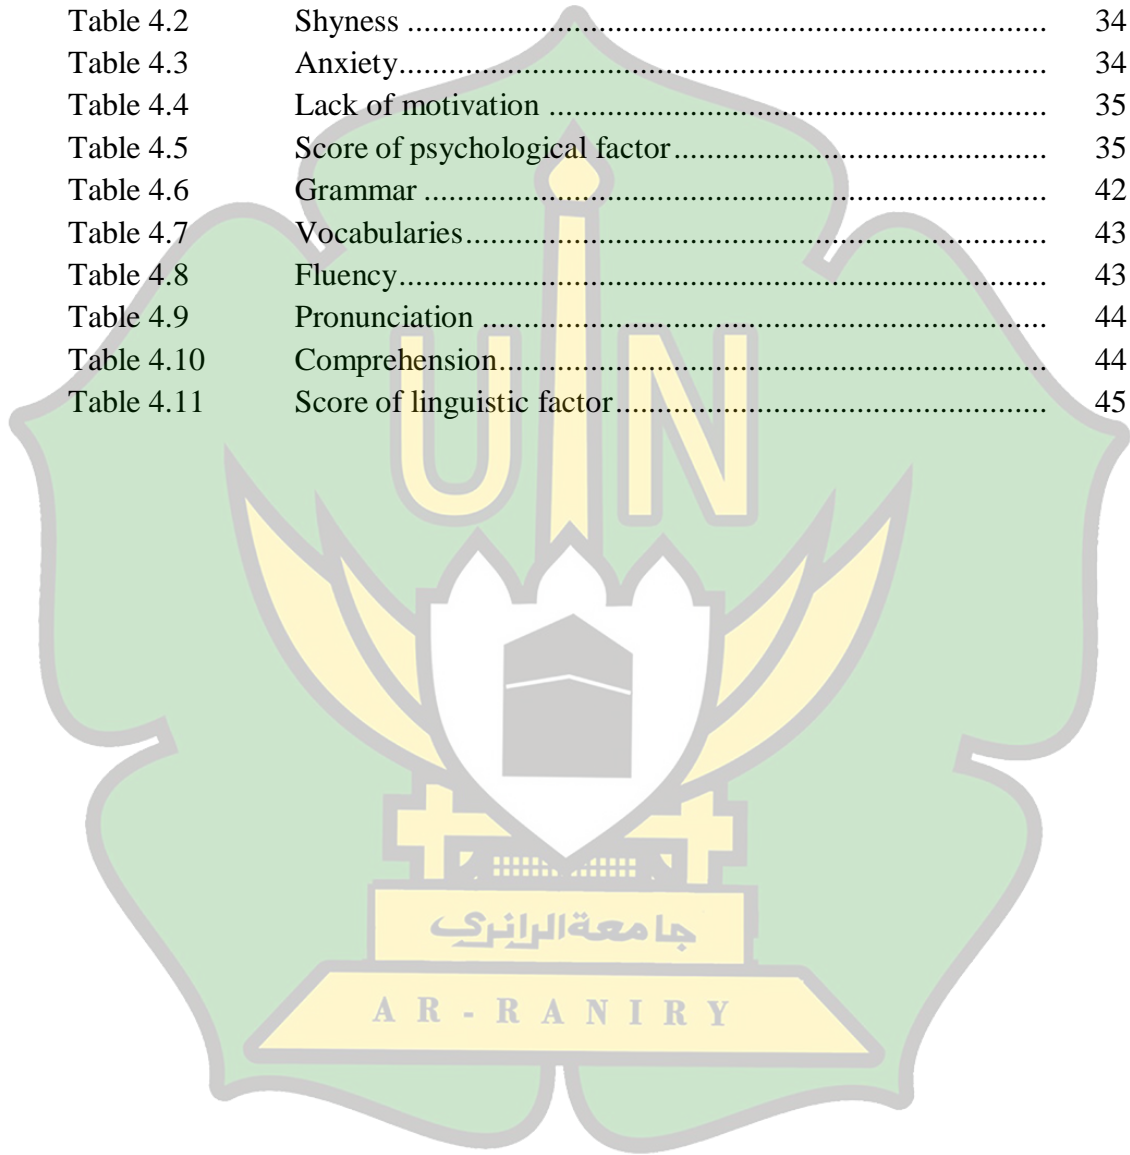 Table 4.2 Shyness ........................................................................... 34
Table 4.3 Anxiety............................................................................ 34
Table 4.4 Lack of motivation .......................................................... 35
Table 4.5 Score of psychological factor........................................... 35
Table 4.6 Grammar ......................................................................... 42
Table 4.7 Vocabularies.................................................................... 43
Table 4.8 Fluency............................................................................ 43
Table 4.9 Pronunciation .................................................................. 44
Table 4.10 Comprehension................................................................ 44
Table 4.11 Score of linguistic factor.................................................. 45
UIN
جامعة الرانري
AR-RANIRY